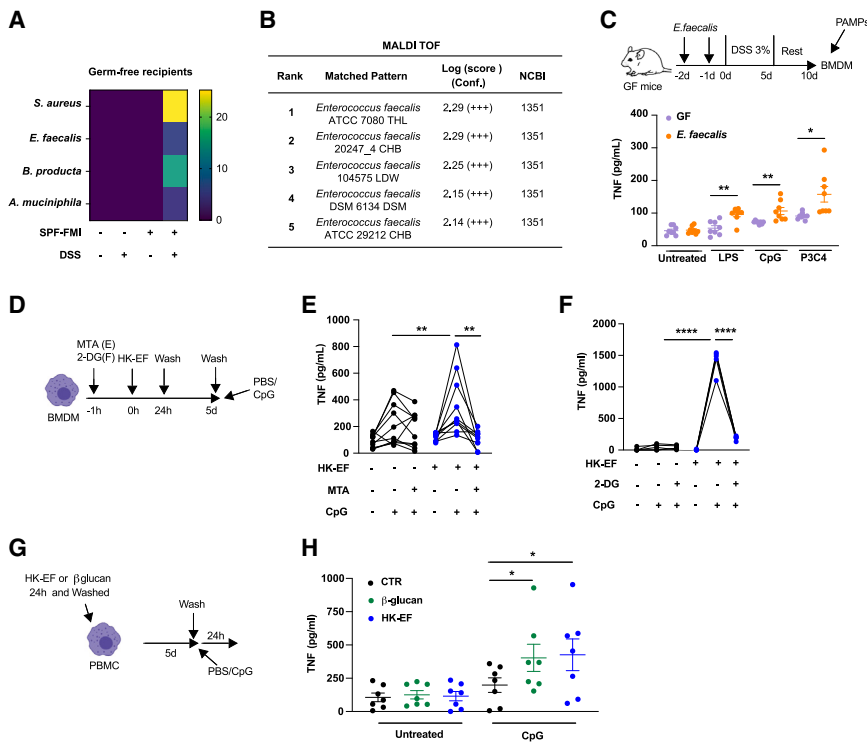 A
Germ-free recipients
S. aureus
E. faecalis
B. producta
A. muciniphila
20
10
0
SPF-FMI - - + +
DSS - + - +
B
MALDI TOF
Rank Matched Pattern Log (score) (Conf.) NCBI
1 Enterococcus faecalis ATCC 7080 THL 2.29 (+++) 1351
2 Enterococcus faecalis 20247_4 CHB 2.29 (+++) 1351
3 Enterococcus faecalis 104575 LDW 2.25 (+++) 1351
4 Enterococcus faecalis DSM 6134 DSM 2.15 (+++) 1351
5 Enterococcus faecalis ATCC 29212 CHB 2.14 (+++) 1351
C
PAMPs
E.faecalis
DSS 3% Rest
BMDM
GF mice
-2d -1d 0d 5d 10d
GF
E. faecalis
TNF (pg/mL)
400
300
200
100
0
** ** *
Untreated LPS CpG P3C4
D
MTA (E)
2-DG(F) HK-EF Wash Wash
PBS/
CpG
BMDM
-1h 0h 24h 5d
E
TNF (pg/mL)
1000
800
600
400
200
0
** **
HK-EF - - - + + +
MTA - - + - - +
CpG - + + - + +
F
TNF (pg/ml)
2000
1500
1000
500
0
**** ****
HK-EF - - - + + +
2-DG - - + - - +
CpG - + + - + +
G
HK-EF or βglucan
24h and Washed
Wash
24h
PBMC
5d
PBS/CpG
H
CTR
β-glucan
HK-EF
TNF (pg/ml)
1250
1000
750
500
250
0
*
*
Untreated CpG